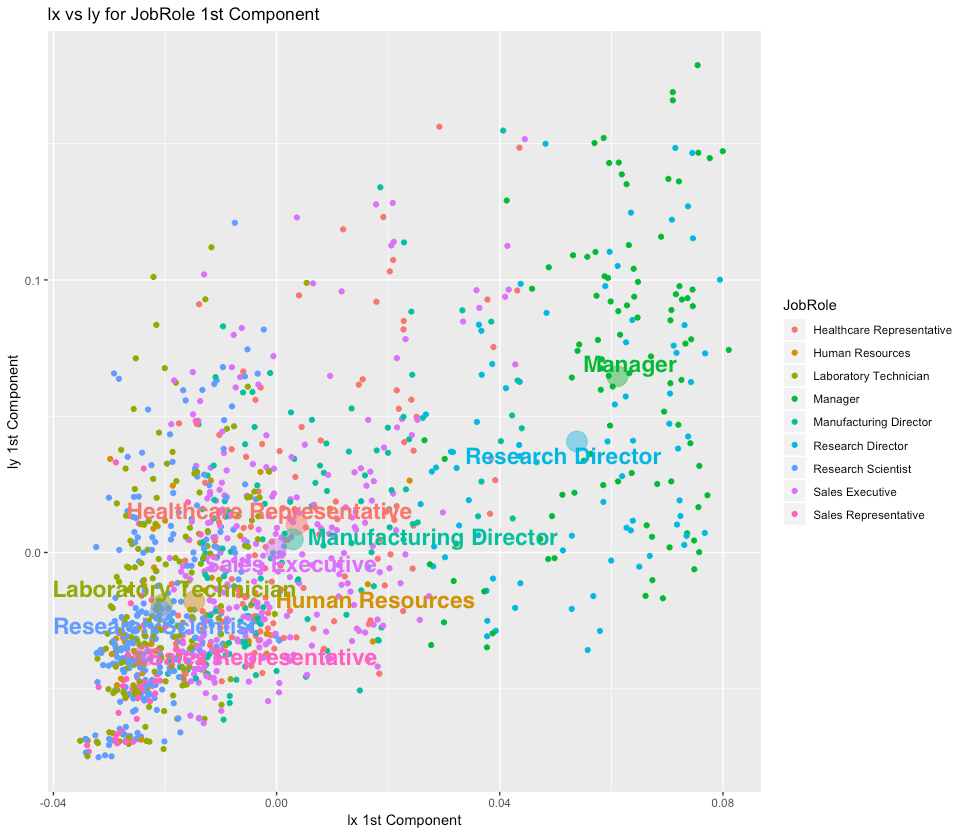 lx vs ly for JobRole 1st Component
ly 1st Component
0.1
0.0
-0.04
0.00
0.04
0.08
lx 1st Component
Manager
Research Director
Healthcare Representative
Manufacturing Director
Sales Executive
Laboratory Technician
Human Resources
Research Scientist
Sales Representative
JobRole
Healthcare Representative
Human Resources
Laboratory Technician
Manager
Manufacturing Director
Research Director
Research Scientist
Sales Executive
Sales Representative